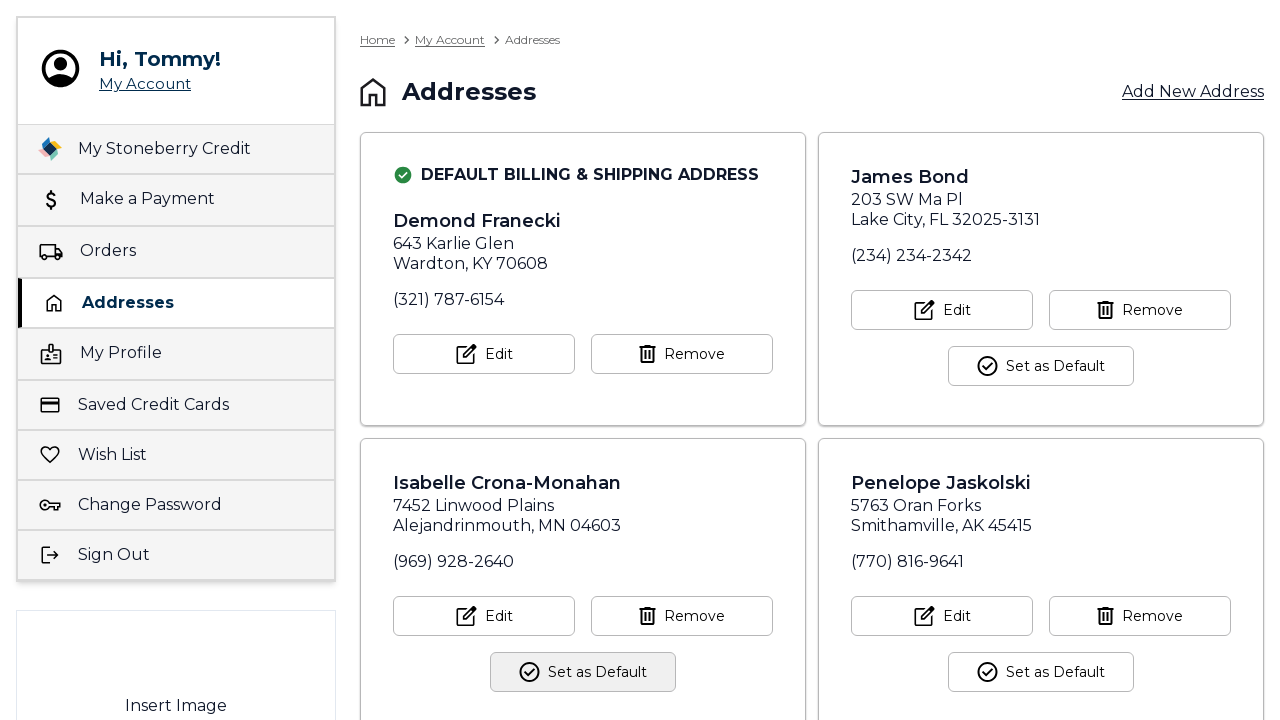 Hi, Tommy!
My Account
My Stoneberry Credit
Make a Payment
Orders
Addresses
My Profile
Saved Credit Cards
Wish List
Change Password
Sign Out
Insert Image
Home > My Account > Addresses
Addresses
Add New Address
DEFAULT BILLING & SHIPPING ADDRESS
Demond Franecki
643 Karlie Glen
Wardton, KY 70608
(321) 787-6154
Edit Remove
James Bond
203 SW Ma Pl
Lake City, FL 32025-3131
(234) 234-2342
Edit Remove
Set as Default
Isabelle Crona-Monahan
7452 Linwood Plains
Alejandrinmouth, MN 04603
(969) 928-2640
Edit Remove
Set as Default
Penelope Jaskolski
5763 Oran Forks
Smithamville, AK 45415
(770) 816-9641
Edit Remove
Set as Default